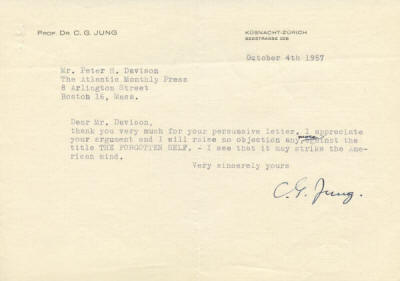 PROF. DR. C. G. JUNG
KÜSNACHT-ZÜRICH
SEESTRASSE 228
October 4th 1957
Mr. Peter H. Davison
The Atlantic Monthly Press
8 Arlington Street
Boston 16, Mass.
Dear Mr. Davison,
thank you very much for your persuasive letter. I appreciate
your argument and I will raise no objection any more against the
title THE FORGOTTEN SELF. - I see that it may strike the Ame-
rican mind.
Very sincerely yours
C. G. Jung.